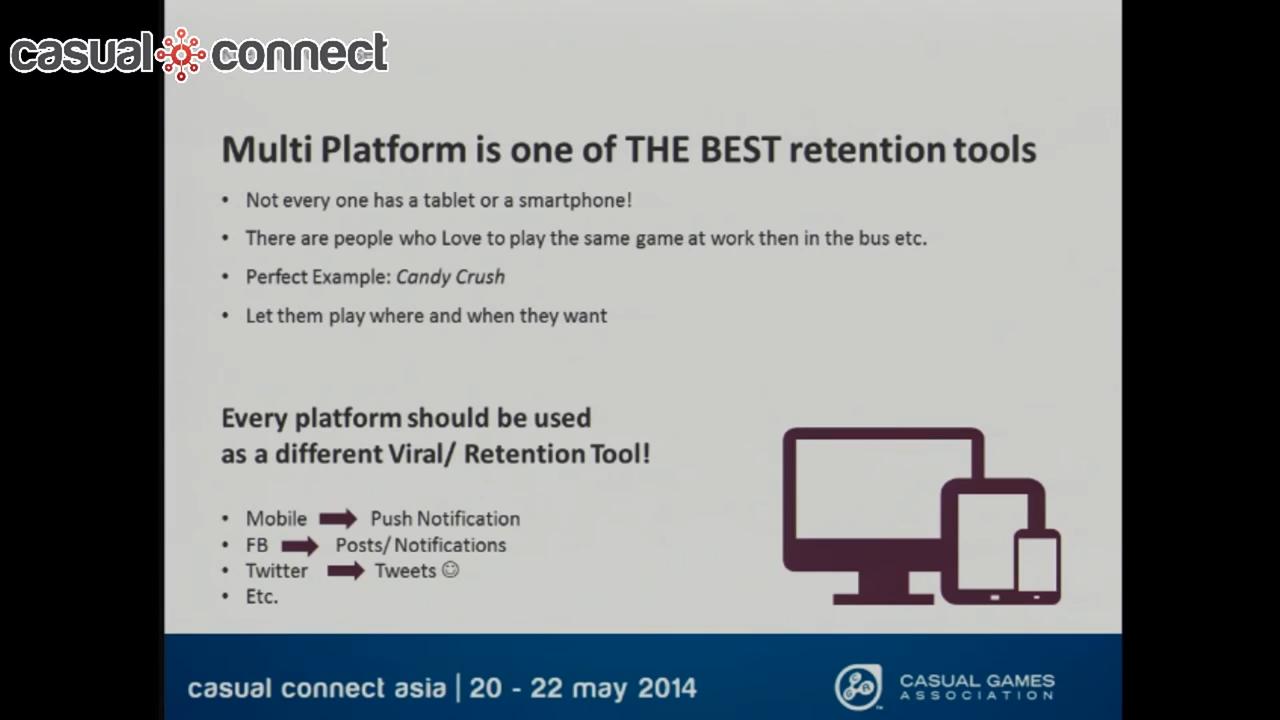 casual connect
Multi Platform is one of THE BEST retention tools
• Not every one has a tablet or a smartphone!
• There are people who Love to play the same game at work then in the bus etc.
• Perfect Example: Candy Crush
• Let them play where and when they want
Every platform should be used
as a different Viral/ Retention Tool!
• Mobile ➡ Push Notification
• FB ➡ Posts/ Notifications
• Twitter ➡ Tweets ☺
• Etc.
casual connect asia | 20 - 22 may 2014
CASUAL GAMES
ASSOCIATION